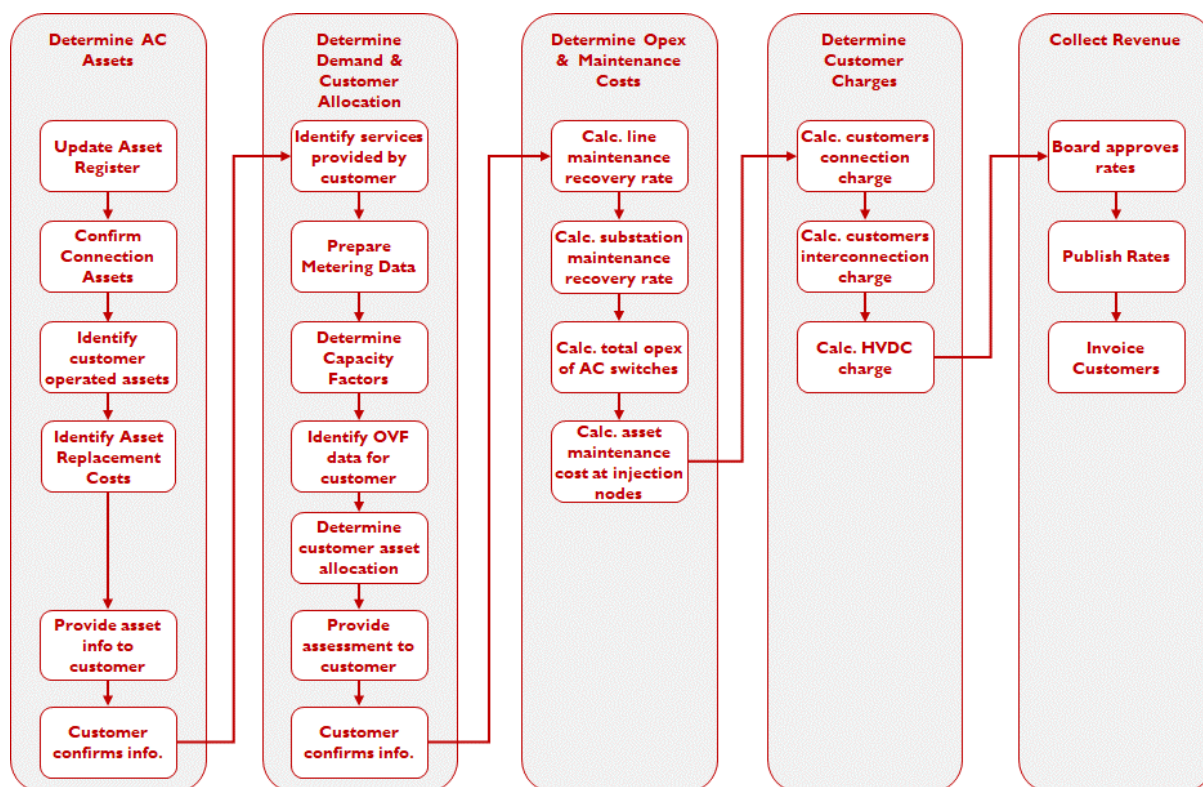 Determine AC
Assets
Update Asset
Register
Confirm
Connection
Assets
Identify
customer
operated assets
Identify Asset
Replacement
Costs
Provide asset
info to
customer
Customer
confirms info.
Determine
Demand &
Customer
Allocation
Identify services
provided by
customer
Prepare
Metering Data
Determine
Capacity
Factors
Identify OVF
data for
customer
Determine
customer asset
allocation
Provide
assessment to
customer
Customer
confirms info.
Determine Opex
& Maintenance
Costs
Calc. line
maintenance
recovery rate
Calc. substation
maintenance
recovery rate
Calc. total opex
of AC switches
Calc. asset
maintenance
cost at injection
nodes
Determine
Customer
Charges
Calc. customers
connection
charge
Calc. customers
interconnection
charge
Calc. HVDC
charge
Collect Revenue
Board approves
rates
Publish Rates
Invoice
Customers